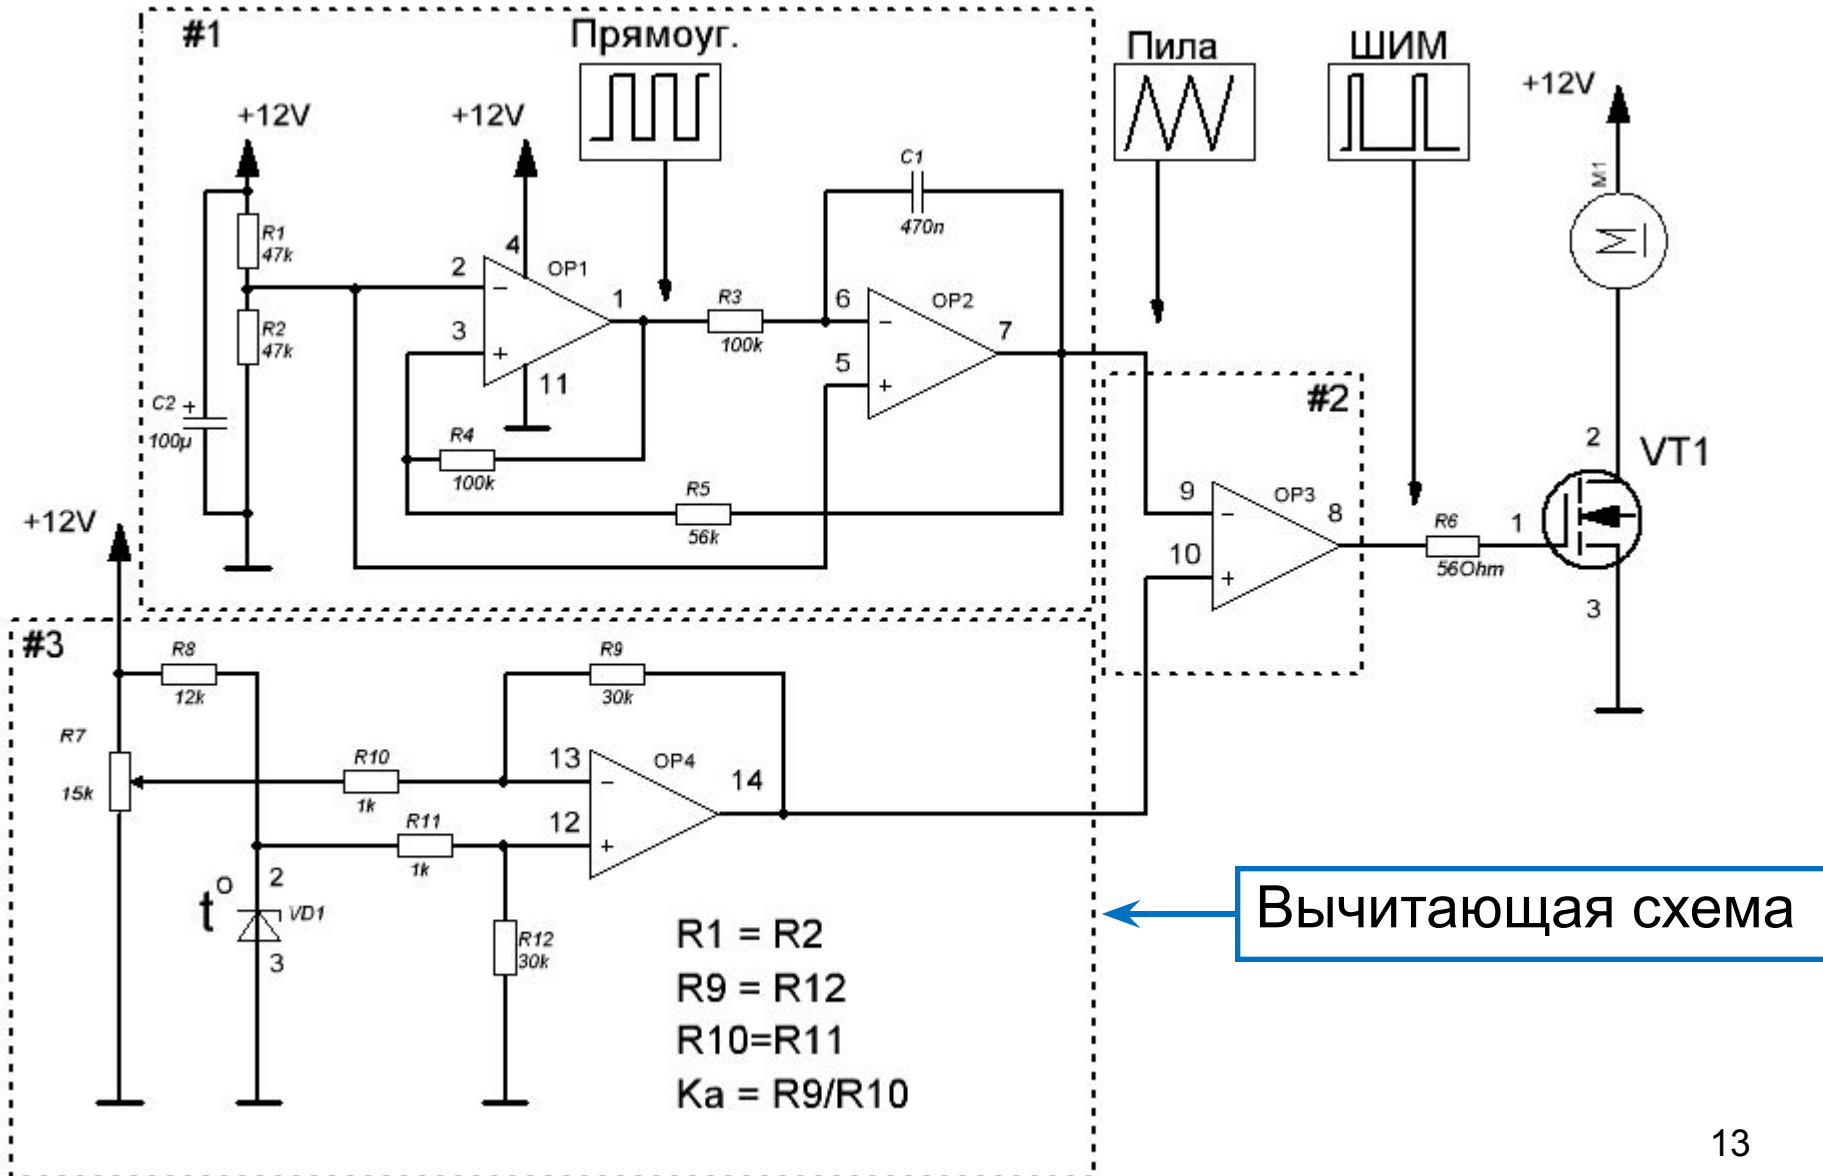 #1
Прямоуг.
Пила
ШИМ
+12V
+12V
+12V
M1
M
R1
47k
R2
47k
C2 +
100µ
2
3
4
11
OP1
1
R3
100k
C1
470n
6
5
OP2
7
R4
100k
R5
56k
#2
9
10
OP3
8
R6
56Ohm
1
2
3
VT1
+12V
#3
R8
12k
R7
15k
R9
30k
R10
1k
R11
1k
13
12
OP4
14
t°
2
VD1
3
R12
30k
R1 = R2
R9 = R12
R10=R11
Ka = R9/R10
Вычитающая схема
13